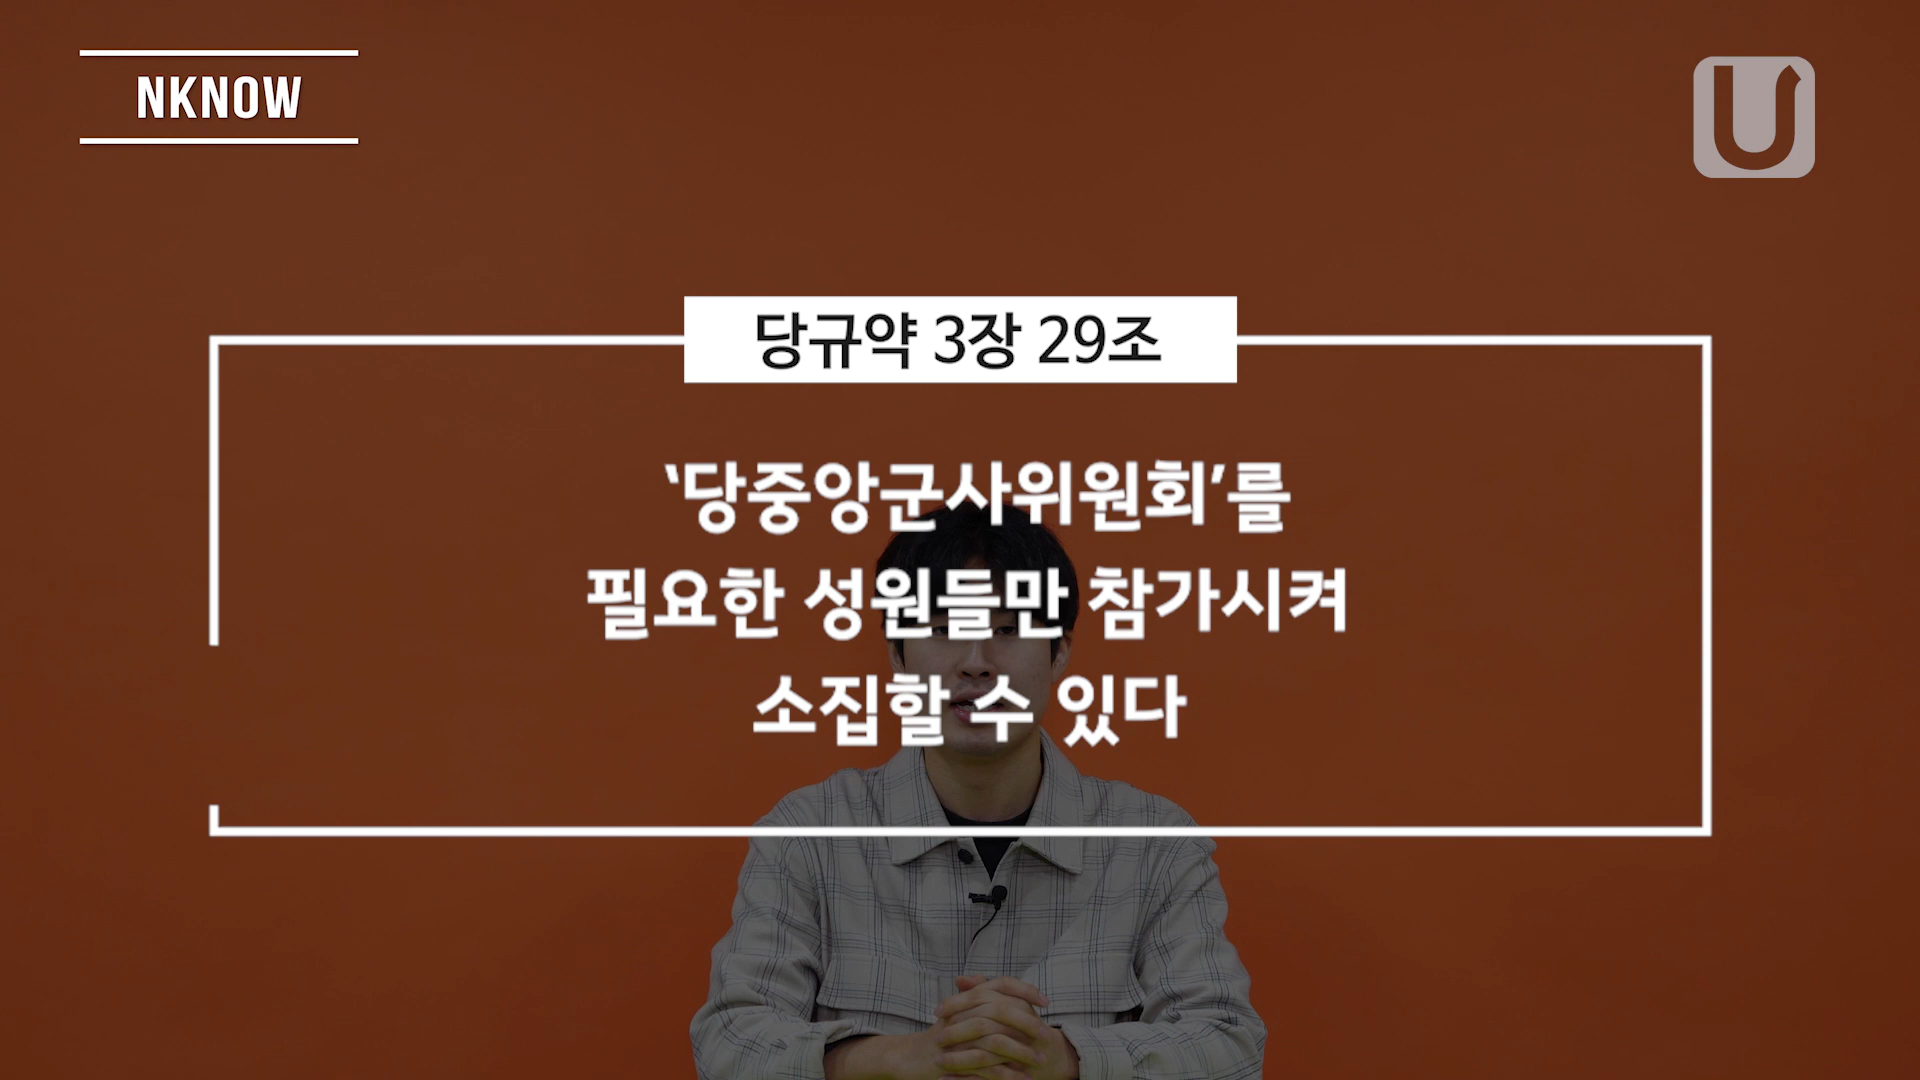 NKNOW
U
당규약 3장 29조
‘당중앙군사위원회’를
필요한 성원들만 참가시켜
소집할 수 있다